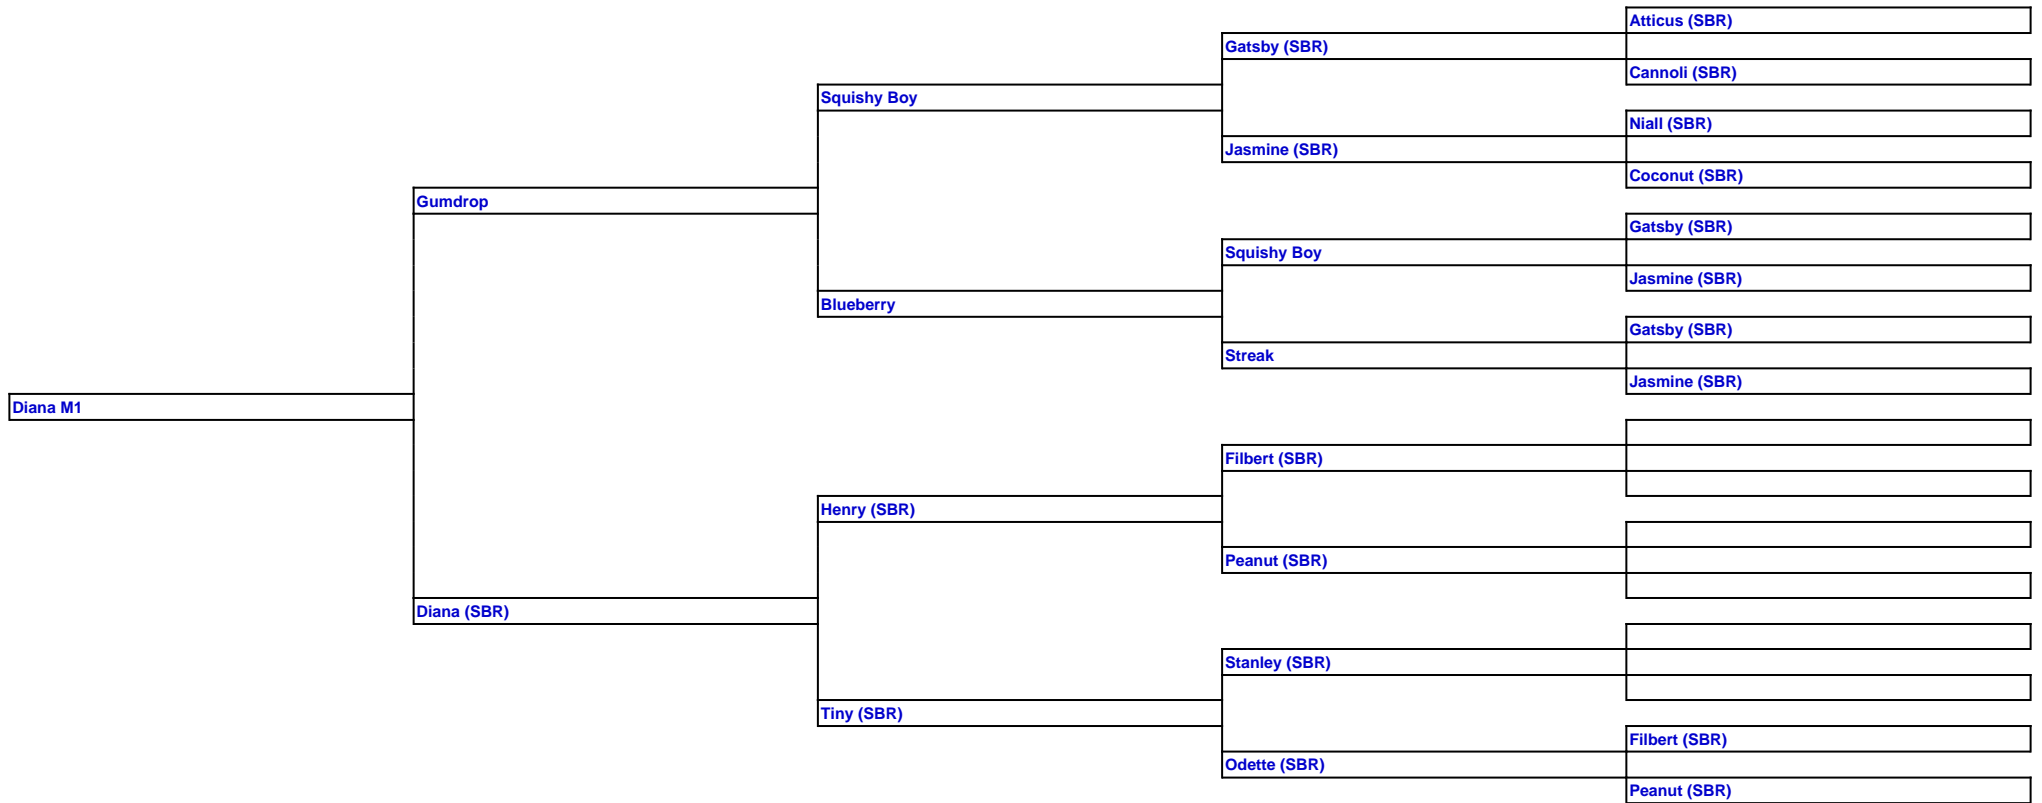 Atticus (SBR)
Gatsby (SBR)
Cannoli (SBR)
Squishy Boy
Niall (SBR)
Jasmine (SBR)
Coconut (SBR)
Gumdrop
Gatsby (SBR)
Squishy Boy
Jasmine (SBR)
Blueberry
Gatsby (SBR)
Streak
Jasmine (SBR)
Diana M1
Filbert (SBR)
Henry (SBR)
Peanut (SBR)
Diana (SBR)
Stanley (SBR)
Tiny (SBR)
Filbert (SBR)
Odette (SBR)
Peanut (SBR)